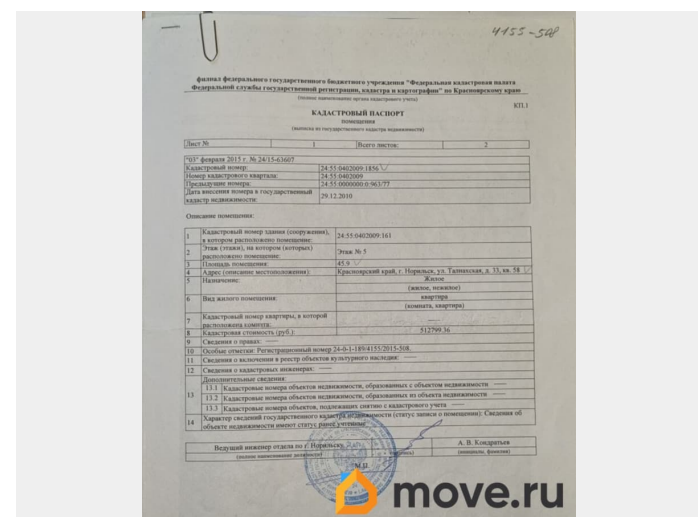 4155-508
филиал федерального государственного бюджетного учреждения "Федеральная кадастровая палата
Федеральной службы государственной регистрации, кадастра и картографии" по Красноярскому краю
(полное наименование органа кадастрового учета)
КП.1
КАДАСТРОВЫЙ ПАСПОРТ
помещения
(выписка из государственного кадастра недвижимости)
Лист № 1 Всего листов: 2
"03" февраля 2015 г. № 24/15-63607
Кадастровый номер: 24:55:0402009:1856
Номер кадастрового квартала: 24:55:0402009
Предыдущие номера: 24:55:0000000:0:963/77
Дата внесения номера в государственный
кадастр недвижимости: 29.12.2010
Описание помещения:
1 Кадастровый номер здания (сооружения),
в котором расположено помещение: 24:55:0402009:161
2 Этаж (этажи), на котором (которых)
расположено помещение: Этаж № 5
3 Площадь помещения: 45.9
4 Адрес (описание местоположения): Красноярский край, г. Норильск, ул. Талнахская, д. 33, кв. 58
5 Назначение: Жилое
(жилое, нежилое)
6 Вид жилого помещения: квартира
(комната, квартира)
7 Кадастровый номер квартиры, в которой
расположена комната: —
8 Кадастровая стоимость (руб.): 512799.36
9 Сведения о правах: —
10 Особые отметки: Регистрационный номер 24-0-1-189/4155/2015-508.
11 Сведения о включении в реестр объектов культурного наследия: —
12 Сведения о кадастровых инженерах: —
13 Дополнительные сведения:
13.1 Кадастровые номера объектов недвижимости, образованных с объектом недвижимости —
13.2 Кадастровые номера объектов недвижимости, образованных из объекта недвижимости —
13.3 Кадастровые номера объектов, подлежащих снятию с кадастрового учета —
14 Характер сведений государственного кадастра недвижимости (статус записи о помещении): Сведения об
объекте недвижимости имеют статус ранее учтенные
Ведущий инженер отдела по г. Норильску А. В. Кондратьев
(полное наименование должности) (подпись) (инициалы, фамилия)
М.П.
move.ru